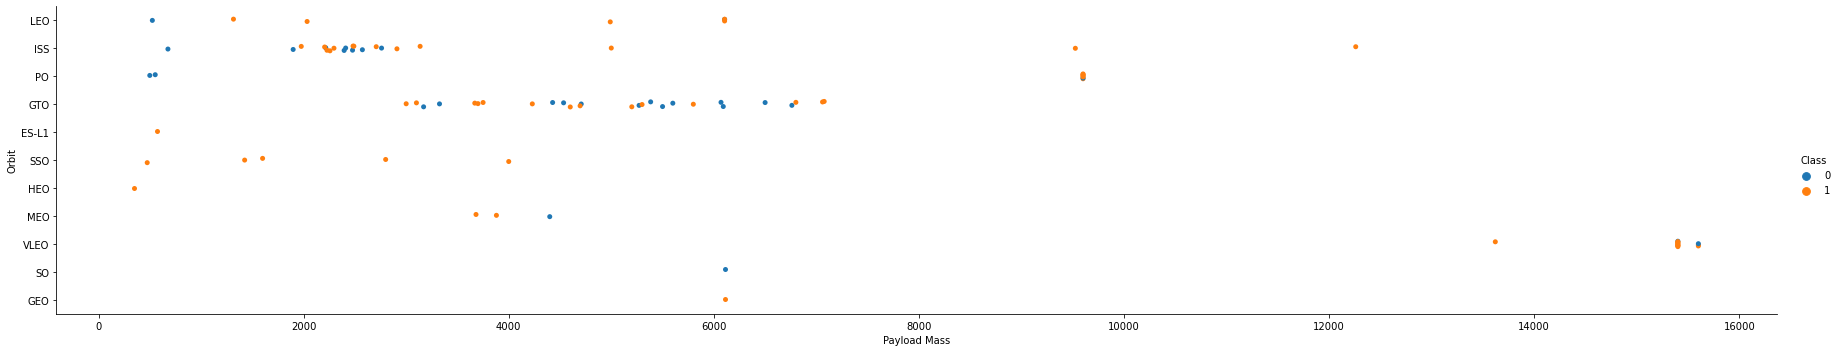 LEO
ISS
PO
GTO
ES-L1
SSO
HEO
MEO
VLEO
SO
GEO
Orbit
0 2000 4000 6000 8000 10000 12000 14000 16000
Payload Mass
Class
0
1